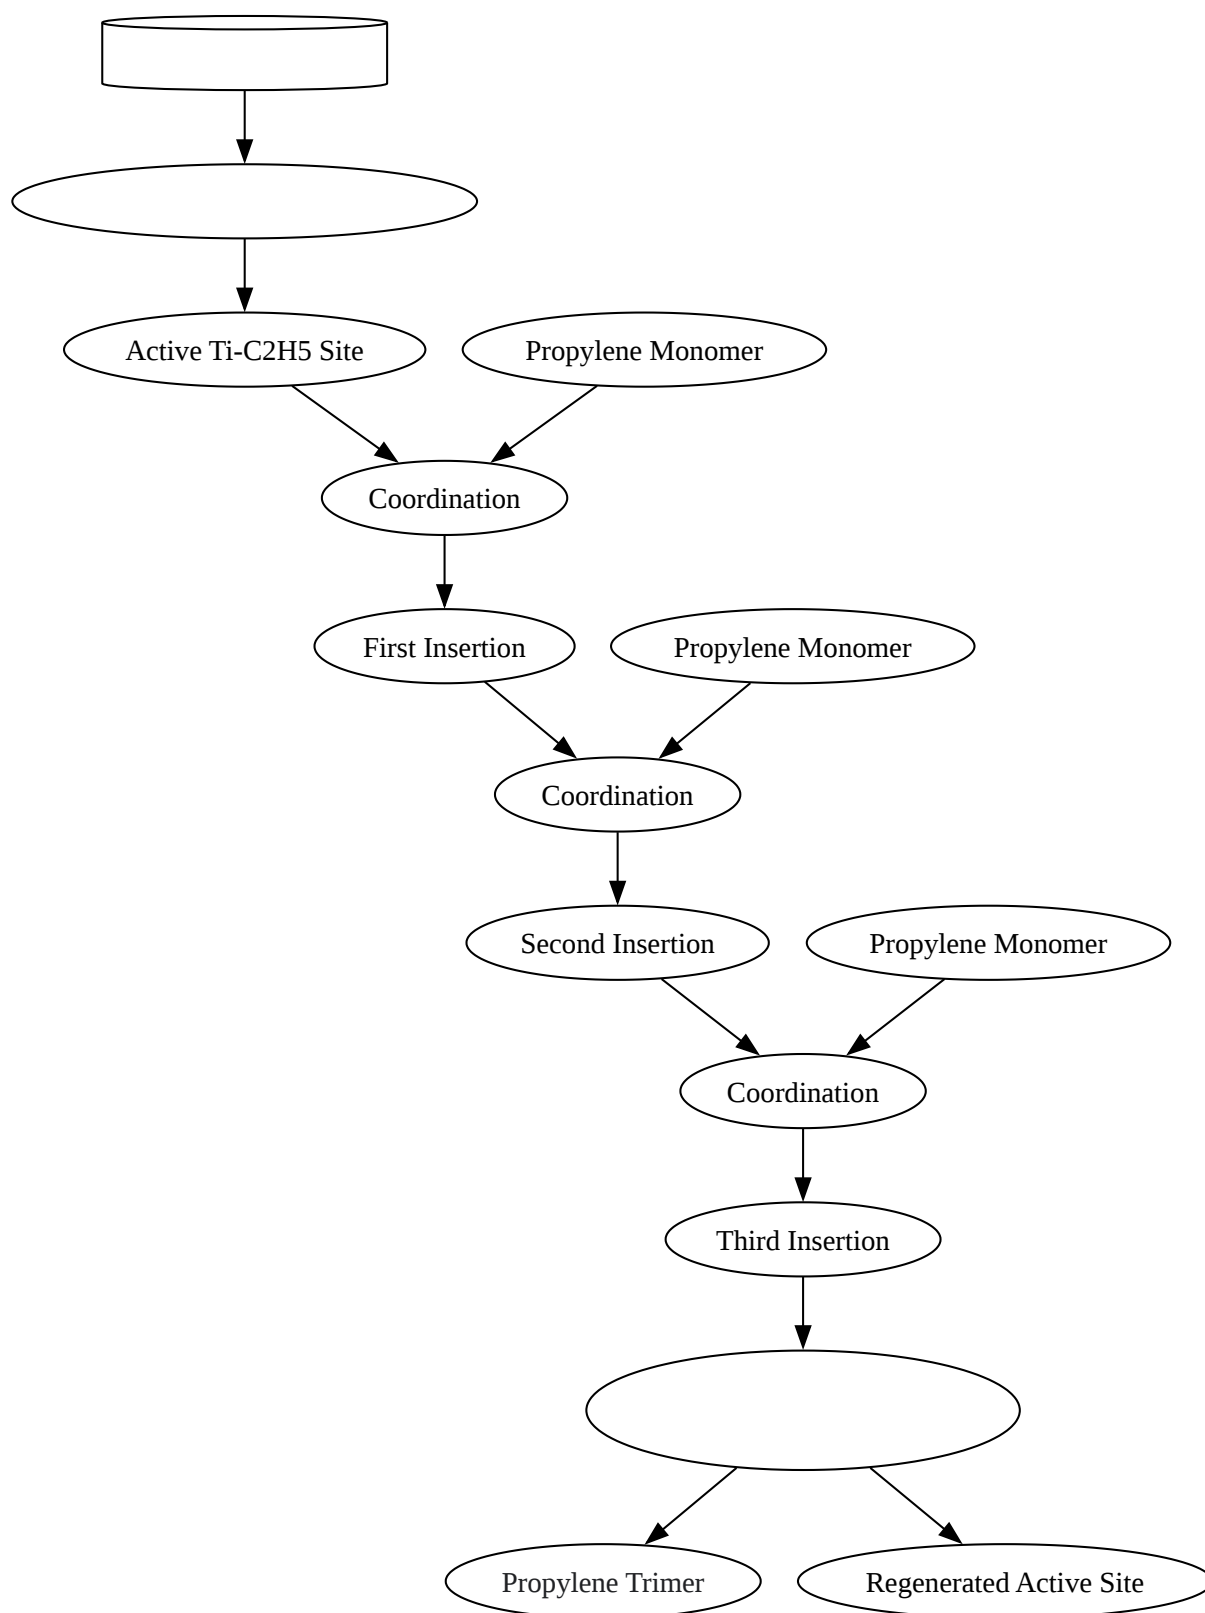 Active Ti-C2H5 Site
Propylene Monomer
Coordination
First Insertion
Propylene Monomer
Coordination
Second Insertion
Propylene Monomer
Coordination
Third Insertion
Propylene Trimer
Regenerated Active Site